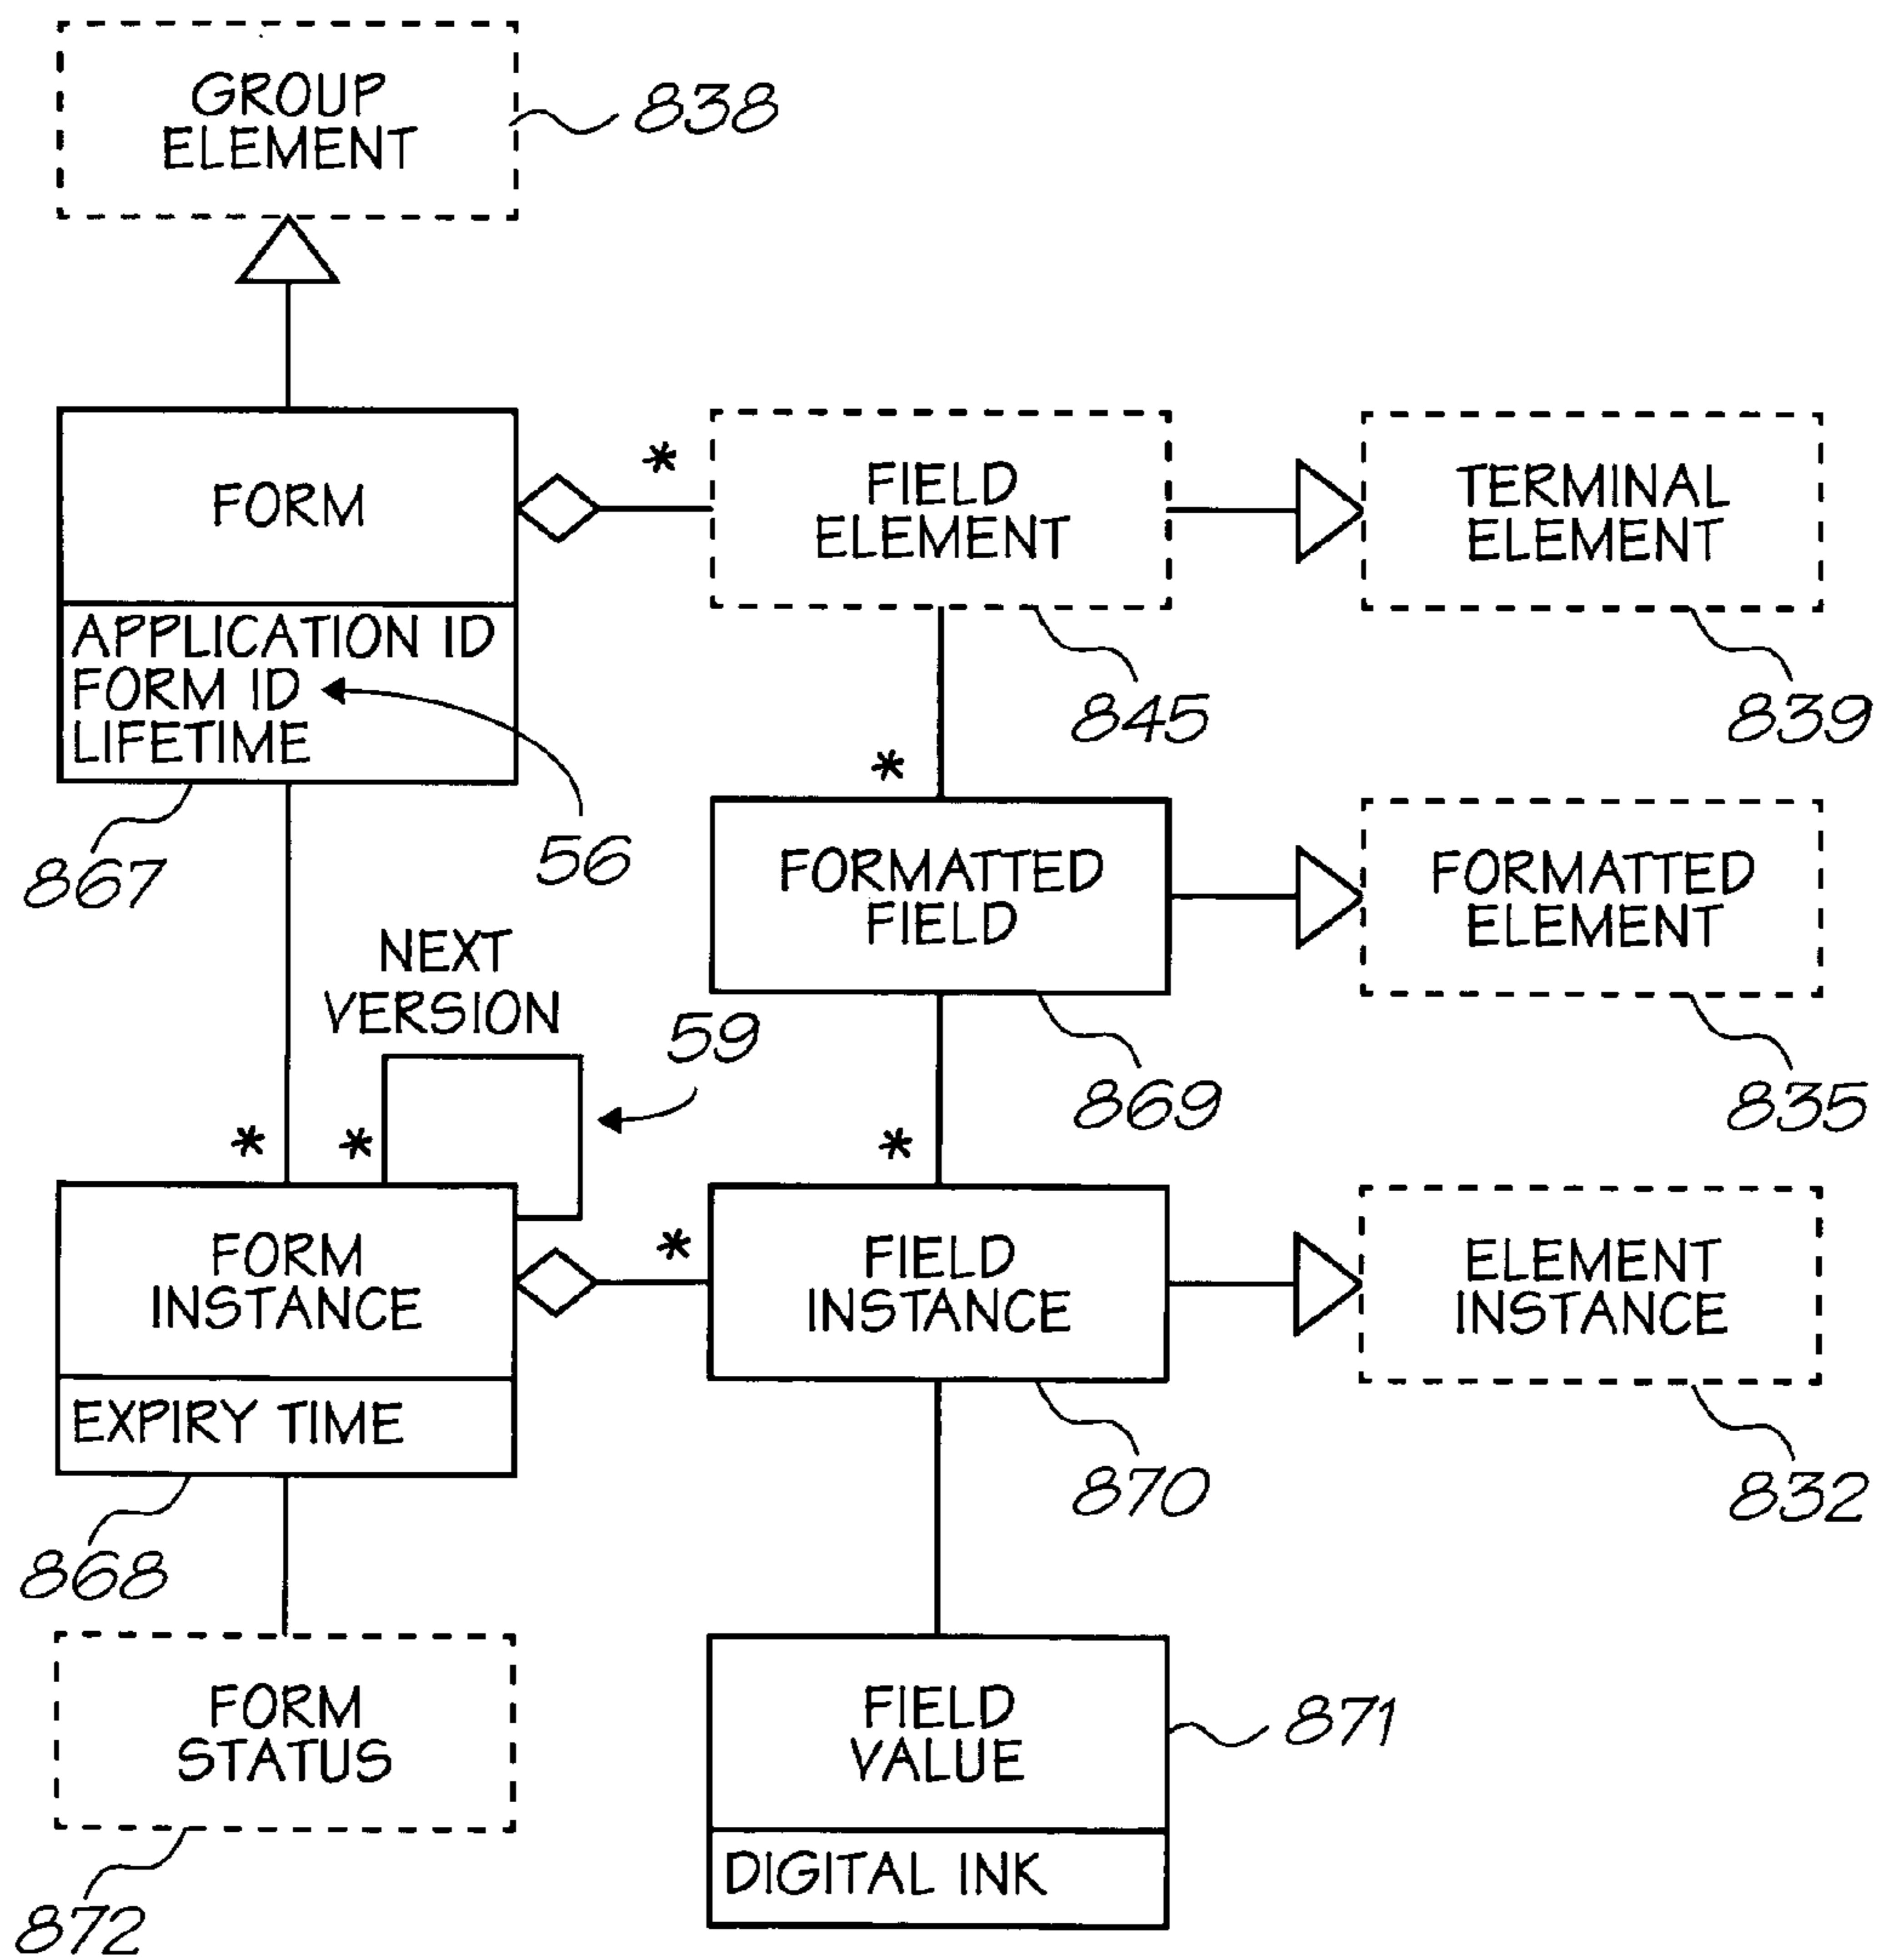 GROUP
ELEMENT
838
FORM
*
FIELD
ELEMENT
TERMINAL
ELEMENT
APPLICATION ID
FORM ID
LIFETIME
845
839
*
867
56
FORMATTED
FIELD
FORMATTED
ELEMENT
NEXT
VERSION
59
869
835
*
*
*
FORM
INSTANCE
*
FIELD
INSTANCE
ELEMENT
INSTANCE
EXPIRY TIME
870
832
868
FORM
STATUS
FIELD
VALUE
871
DIGITAL INK
872